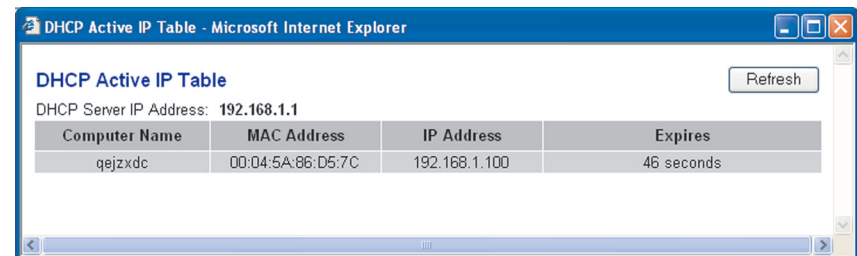 DHCP Active IP Table - Microsoft Internet Explorer
DHCP Active IP Table
Refresh
DHCP Server IP Address: 192.168.1.1
Computer Name MAC Address IP Address Expires
qejzxdc 00:04:5A:86:D5:7C 192.168.1.100 46 seconds